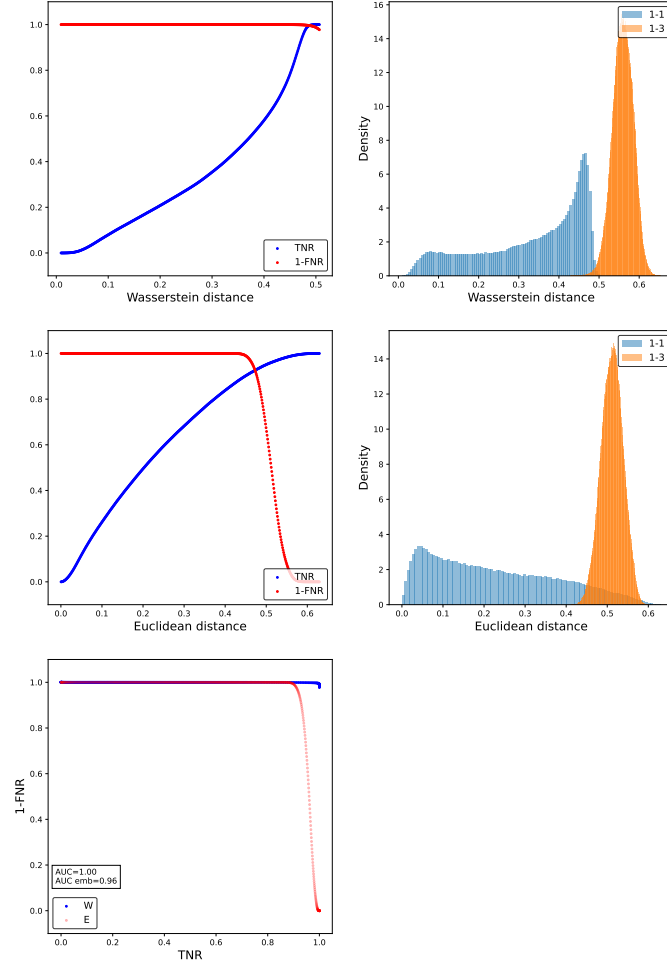 1.0
0.8
0.6
0.4
0.2
0.0
TNR
1-FNR
0.0 0.1 0.2 0.3 0.4 0.5
Wasserstein distance
16
14
12
10
8
6
4
2
0
Density
1-1
1-3
0.0 0.1 0.2 0.3 0.4 0.5 0.6
Wasserstein distance
1.0
0.8
0.6
0.4
0.2
0.0
TNR
1-FNR
0.0 0.1 0.2 0.3 0.4 0.5 0.6
Euclidean distance
14
12
10
8
6
4
2
0
Density
1-1
1-3
0.0 0.1 0.2 0.3 0.4 0.5 0.6
Euclidean distance
1.0
0.8
0.6
0.4
0.2
0.0
1-FNR
AUC=1.00
AUC emb=0.96
W
E
0.0 0.2 0.4 0.6 0.8 1.0
TNR